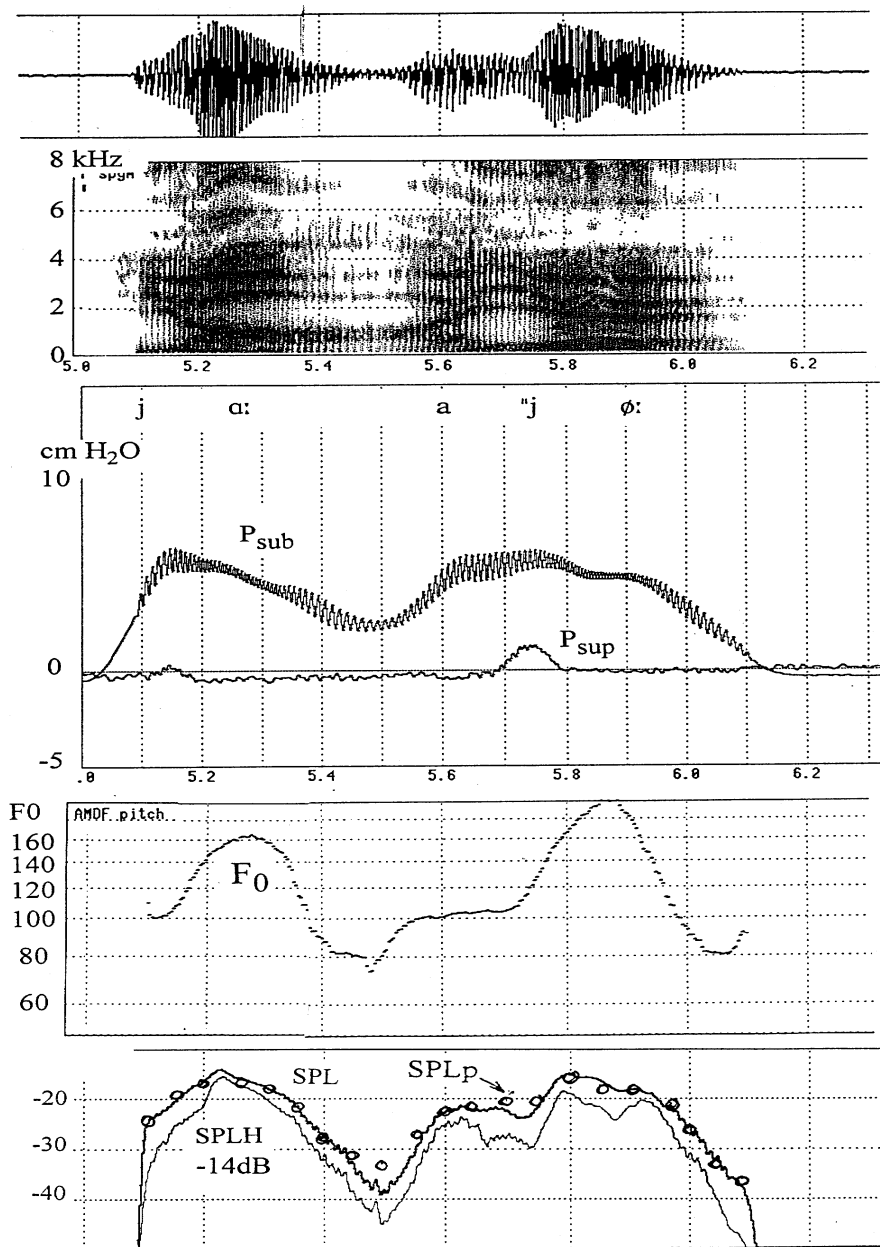 8 kHz
spgm
6
4
2
0
5.0 5.2 5.4 5.6 5.8 6.0 6.2
j ɑ: a "j ø:
cm H₂O
10
P_sub
P_sup
0
-5
.0 5.2 5.4 5.6 5.8 6.0 6.2
F0
AMDF pitch
160
140
F₀
120
100
80
60
SPL SPLp
-20
SPLH
-30
-14dB
-40